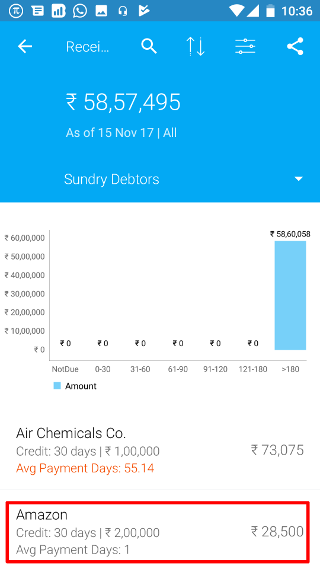 10:36
Recei...
₹ 58,57,495
As of 15 Nov 17 | All
Sundry Debtors
₹ 58,60,058
₹ 60,00,000
₹ 50,00,000
₹ 40,00,000
₹ 30,00,000
₹ 20,00,000
₹ 10,00,000
₹ 0
₹ 0 ₹ 0 ₹ 0 ₹ 0 ₹ 0 ₹ 0
NotDue 0-30 31-60 61-90 91-120 121-180 >180
Amount
Air Chemicals Co.
Credit: 30 days | ₹ 1,00,000 ₹ 73,075
Avg Payment Days: 55.14
Amazon
Credit: 30 days | ₹ 2,00,000 ₹ 28,500
Avg Payment Days: 1